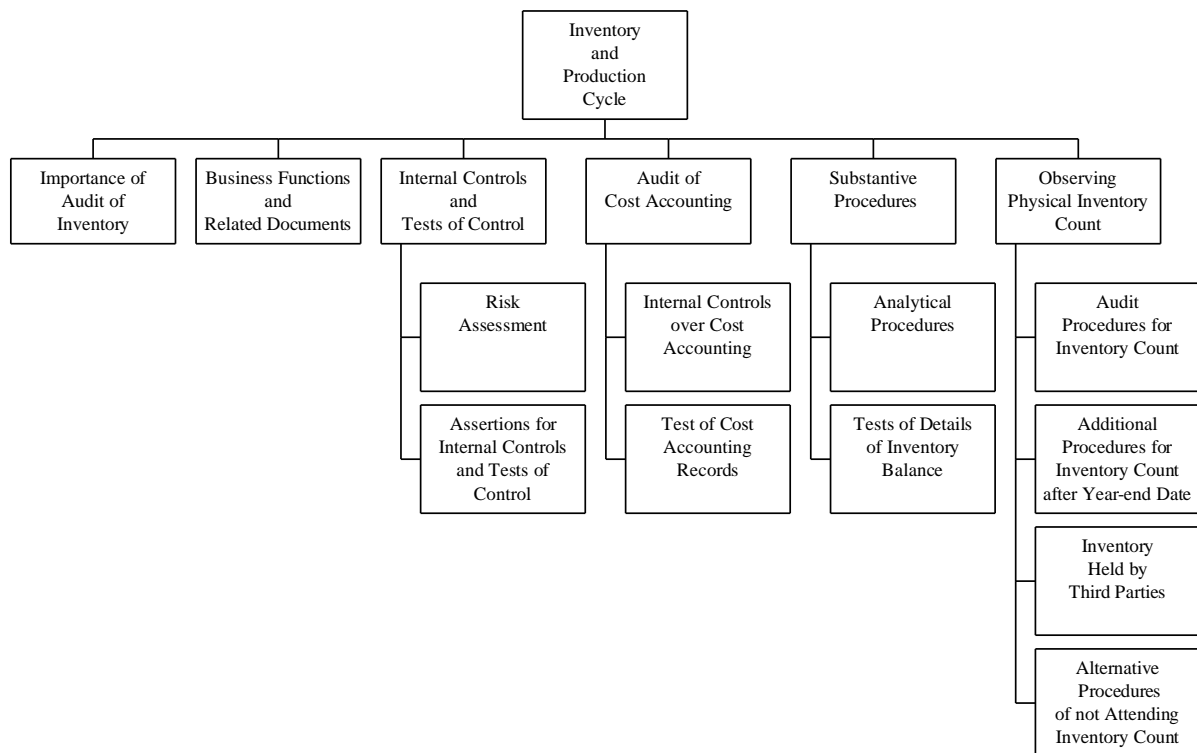 Inventory
and
Production
Cycle
Importance of
Audit of
Inventory
Business Functions
and
Related Documents
Internal Controls
and
Tests of Control
Audit of
Cost Accounting
Substantive
Procedures
Observing
Physical Inventory
Count
Risk
Assessment
Assertions for
Internal Controls
and Tests of
Control
Internal Controls
over Cost
Accounting
Test of Cost
Accounting
Records
Analytical
Procedures
Tests of Details
of Inventory
Balance
Audit
Procedures for
Inventory Count
Additional
Procedures for
Inventory Count
after Year-end Date
Inventory
Held by
Third Parties
Alternative
Procedures
of not Attending
Inventory Count